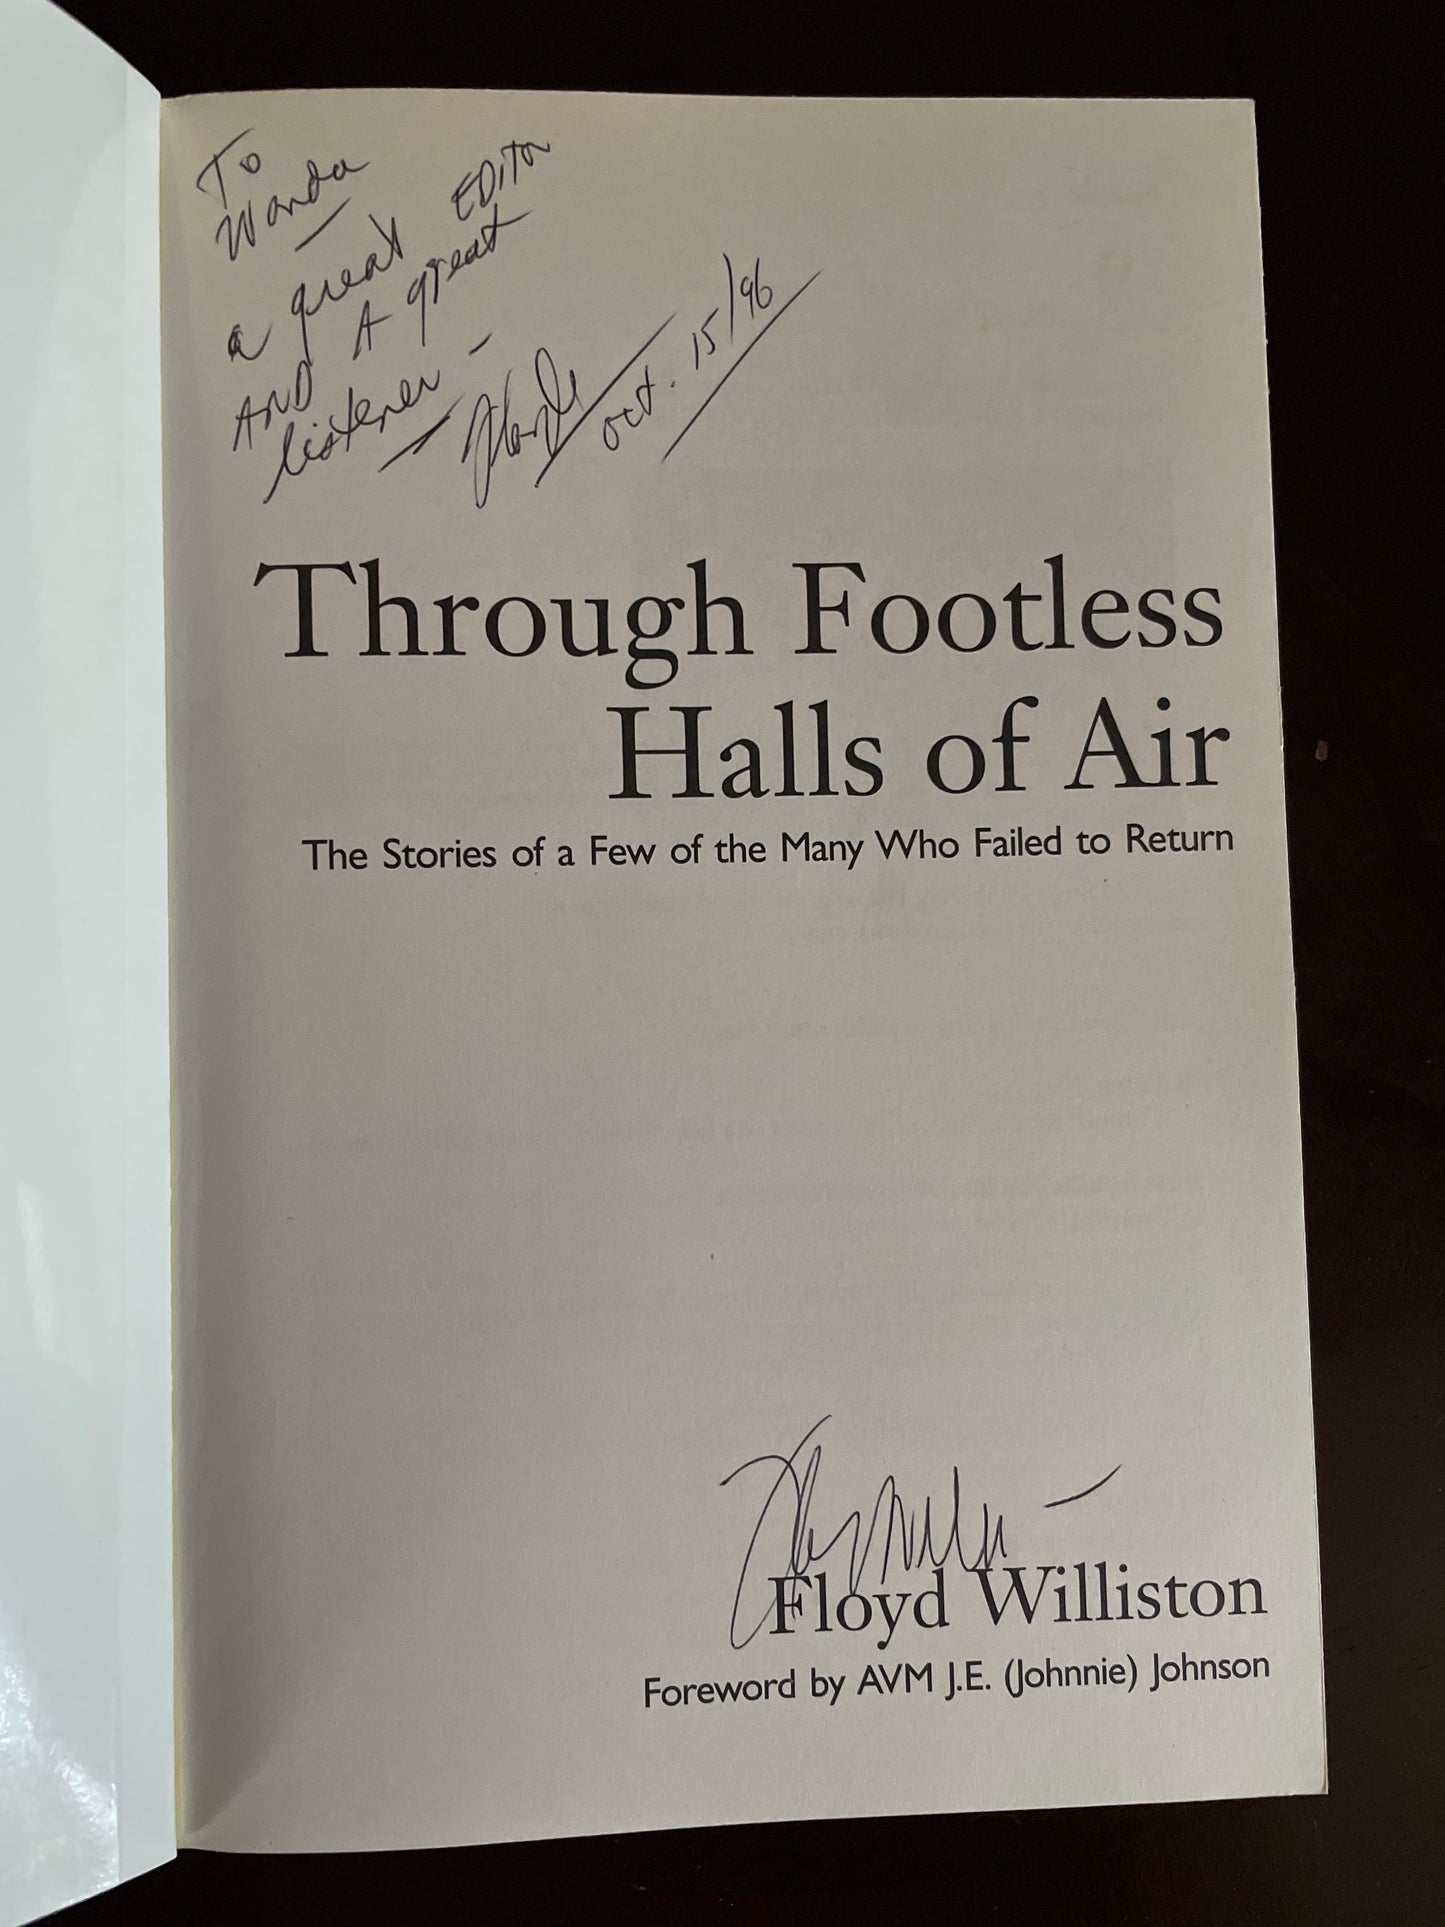 To
Wanda
a great EDITOR
AND A great
listener -
Floyd
Oct. 15/96
Through Footless
Halls of Air
The Stories of a Few of the Many Who Failed to Return
Floyd Williston
Foreword by AVM J.E. (Johnnie) Johnson